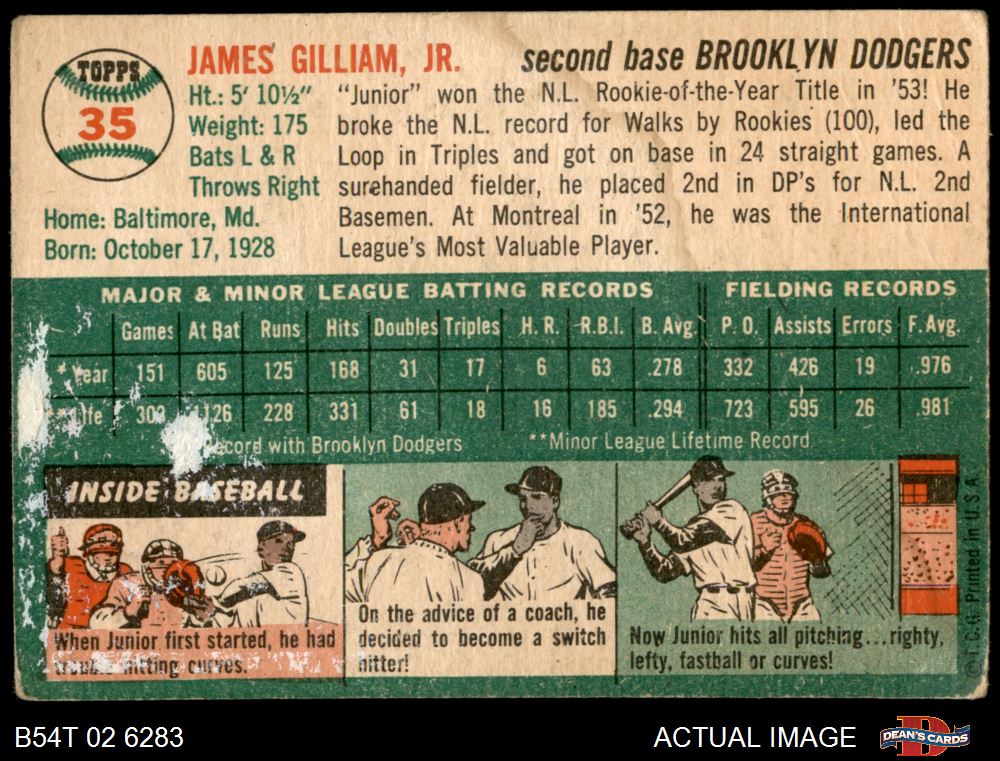 TOPPS
35
JAMES GILLIAM, JR.
second base BROOKLYN DODGERS
Ht.: 5' 10½"
Weight: 175
Bats L & R
Throws Right
Home: Baltimore, Md.
Born: October 17, 1928
"Junior" won the N.L. Rookie-of-the-Year Title in '53! He
broke the N.L. record for Walks by Rookies (100), led the
Loop in Triples and got on base in 24 straight games. A
surehanded fielder, he placed 2nd in DP's for N.L. 2nd
Basemen. At Montreal in '52, he was the International
League's Most Valuable Player.
MAJOR & MINOR LEAGUE BATTING RECORDS FIELDING RECORDS
Games At Bat Runs Hits Doubles Triples H. R. R.B.I. B. Avg. P. O. Assists Errors F. Avg.
*Year 151 605 125 168 31 17 6 63 .278 332 426 19 .976
228 331 61 18 16 185 .294 723 595 26 .981
Record with Brooklyn Dodgers **Minor League Lifetime Record
INSIDE BASEBALL
When Junior first started, he had
trouble hitting curves.
On the advice of a coach, he
decided to become a switch
hitter!
Now Junior hits all pitching...righty,
lefty, fastball or curves!
© T.C.G. Printed in U.S.A.
B54T 02 6283
ACTUAL IMAGE
DEAN'S CARDS